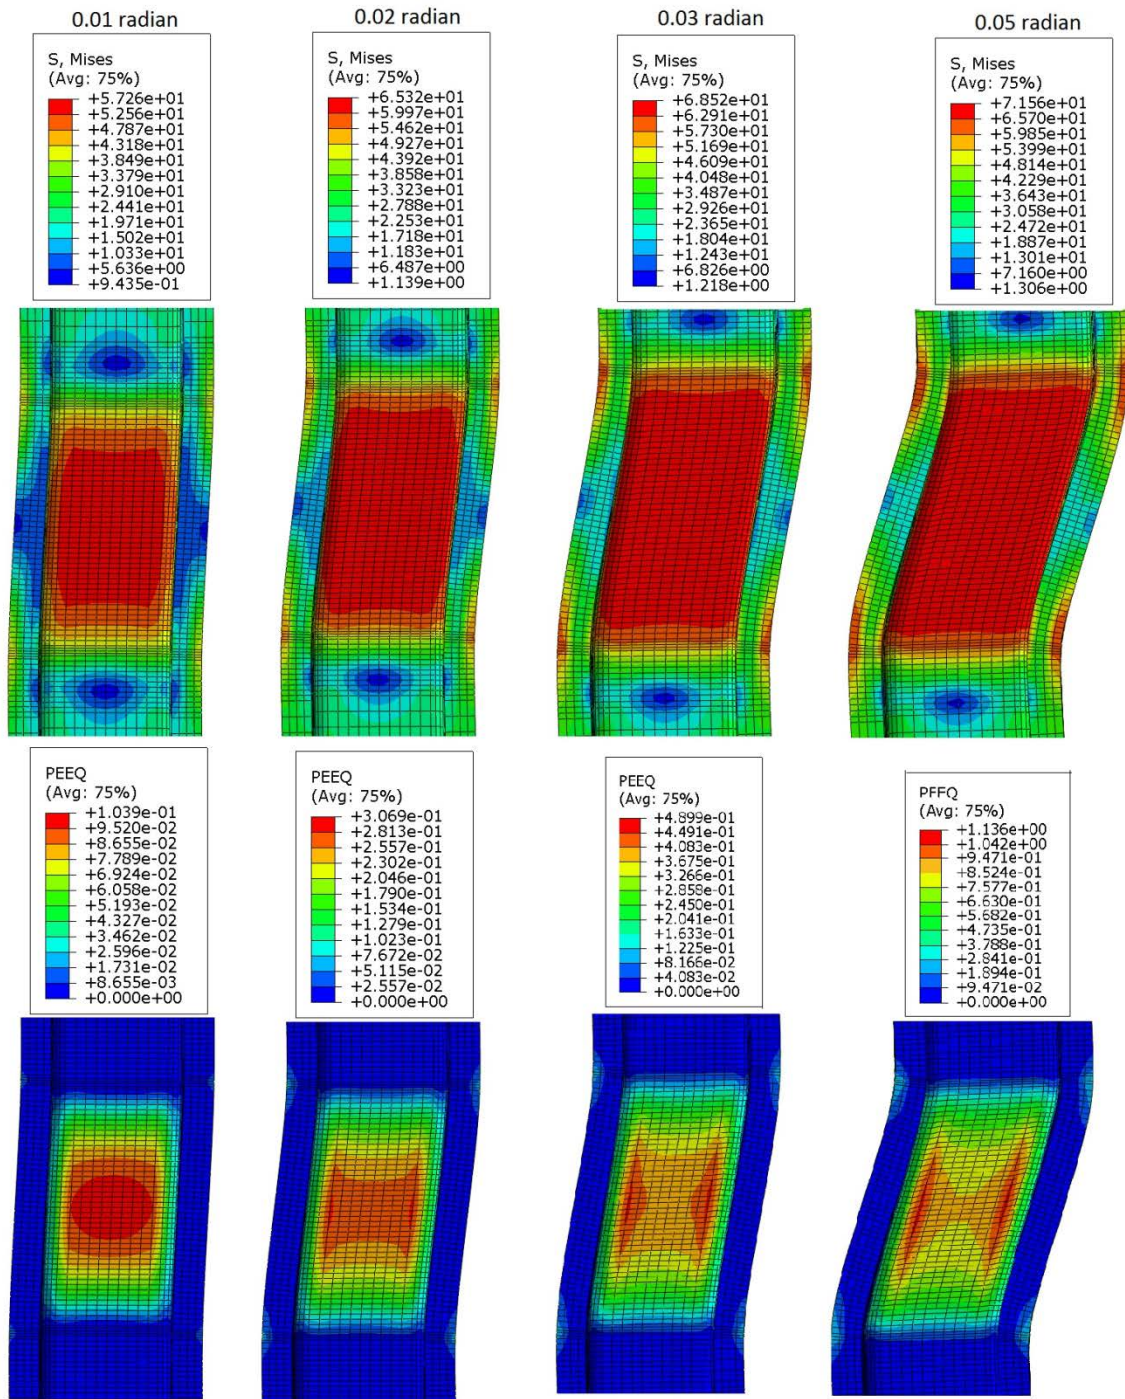 0.01 radian
0.02 radian
0.03 radian
0.05 radian
S, Mises
(Avg: 75%)
+5.726e+01
+5.256e+01
+4.787e+01
+4.318e+01
+3.849e+01
+3.379e+01
+2.910e+01
+2.441e+01
+1.971e+01
+1.502e+01
+1.033e+01
+5.636e+00
+9.435e-01
S, Mises
(Avg: 75%)
+6.532e+01
+5.997e+01
+5.462e+01
+4.927e+01
+4.392e+01
+3.858e+01
+3.323e+01
+2.788e+01
+2.253e+01
+1.718e+01
+1.183e+01
+6.487e+00
+1.139e+00
S, Mises
(Avg: 75%)
+6.852e+01
+6.291e+01
+5.730e+01
+5.169e+01
+4.609e+01
+4.048e+01
+3.487e+01
+2.926e+01
+2.365e+01
+1.804e+01
+1.243e+01
+6.826e+00
+1.218e+00
S, Mises
(Avg: 75%)
+7.156e+01
+6.570e+01
+5.985e+01
+5.399e+01
+4.814e+01
+4.229e+01
+3.643e+01
+3.058e+01
+2.472e+01
+1.887e+01
+1.301e+01
+7.160e+00
+1.306e+00
PEEQ
(Avg: 75%)
+1.039e-01
+9.520e-02
+8.655e-02
+7.789e-02
+6.924e-02
+6.058e-02
+5.193e-02
+4.327e-02
+3.462e-02
+2.596e-02
+1.731e-02
+8.655e-03
+0.000e+00
PEEQ
(Avg: 75%)
+3.069e-01
+2.813e-01
+2.557e-01
+2.302e-01
+2.046e-01
+1.790e-01
+1.534e-01
+1.279e-01
+1.023e-01
+7.672e-02
+5.115e-02
+2.557e-02
+0.000e+00
PEEQ
(Avg: 75%)
+4.899e-01
+4.491e-01
+4.083e-01
+3.675e-01
+3.266e-01
+2.858e-01
+2.450e-01
+2.041e-01
+1.633e-01
+1.225e-01
+8.166e-02
+4.083e-02
+0.000e+00
PEEQ
(Avg: 75%)
+1.136e+00
+1.042e+00
+9.471e-01
+8.524e-01
+7.577e-01
+6.630e-01
+5.682e-01
+4.735e-01
+3.788e-01
+2.841e-01
+1.894e-01
+9.471e-02
+0.000e+00